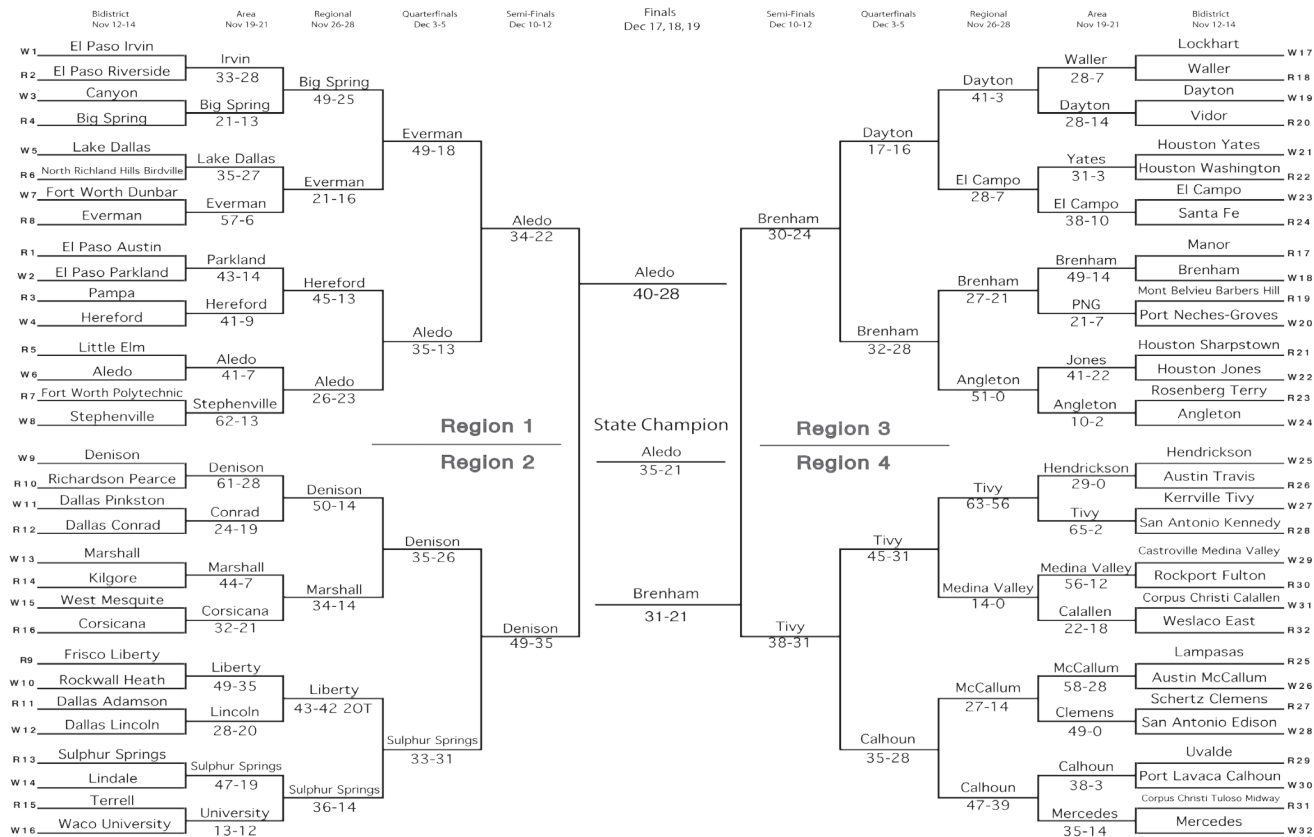 Bidistrict Area Regional Quarterfinals Semi-Finals Finals Semi-Finals Quarterfinals Regional Area Bidistrict
Nov 12-14 Nov 19-21 Nov 26-28 Dec 3-5 Dec 10-12 Dec 17, 18, 19 Dec 10-12 Dec 3-5 Nov 26-28 Nov 19-21 Nov 12-14
W1 El Paso Irvin
R2 El Paso Riverside
W3 Canyon
R4 Big Spring
W5 Lake Dallas
R6 North Richland Hills Birdville
W7 Fort Worth Dunbar
R8 Everman
R1 El Paso Austin
W2 El Paso Parkland
R3 Pampa
W4 Hereford
R5 Little Elm
W6 Aledo
R7 Fort Worth Polytechnic
W8 Stephenville
W9 Denison
R10 Richardson Pearce
W11 Dallas Pinkston
R12 Dallas Conrad
W13 Marshall
R14 Kilgore
W15 West Mesquite
R16 Corsicana
R9 Frisco Liberty
W10 Rockwall Heath
R11 Dallas Adamson
W12 Dallas Lincoln
R13 Sulphur Springs
W14 Lindale
R15 Terrell
W16 Waco University
Irvin
33-28
Big Spring
21-13
Lake Dallas
35-27
Everman
57-6
Parkland
43-14
Hereford
41-9
Aledo
41-7
Stephenville
62-13
Denison
61-28
Conrad
24-19
Marshall
44-7
Corsicana
32-21
Liberty
49-35
Lincoln
28-20
Sulphur Springs
47-19
University
13-12
Big Spring
49-25
Everman
21-16
Hereford
45-13
Aledo
26-23
Denison
50-14
Marshall
34-14
Liberty
43-42 2OT
Sulphur Springs
36-14
Everman
49-18
Aledo
35-13
Denison
35-26
Sulphur Springs
33-31
Aledo
34-22
Region 1
Region 2
Denison
49-35
Aledo
40-28
State Champion
Aledo
35-21
Brenham
31-21
Brenham
30-24
Region 3
Region 4
Tivy
38-31
Dayton
17-16
Brenham
32-28
Tivy
45-31
Calhoun
35-28
Dayton
41-3
El Campo
28-7
Brenham
27-21
Angleton
51-0
Tivy
63-56
Medina Valley
14-0
McCallum
27-14
Calhoun
47-39
Waller
28-7
Dayton
28-14
Yates
31-3
El Campo
38-10
Brenham
49-14
PNG
21-7
Jones
41-22
Angleton
10-2
Hendrickson
29-0
Tivy
65-2
Medina Valley
56-12
Calallen
22-18
McCallum
58-28
Clemens
49-0
Calhoun
38-3
Mercedes
35-14
Lockhart W17
Waller R18
Dayton W19
Vidor R20
Houston Yates W21
Houston Washington R22
El Campo W23
Santa Fe R24
Manor R17
Brenham W18
Mont Belvieu Barbers Hill R19
Port Neches-Groves W20
Houston Sharpstown R21
Houston Jones W22
Rosenberg Terry R23
Angleton W24
Hendrickson W25
Austin Travis R26
Kerrville Tivy W27
San Antonio Kennedy R28
Castroville Medina Valley W29
Rockport Fulton R30
Corpus Christi Calallen W31
Weslaco East R32
Lampasas R25
Austin McCallum W26
Schertz Clemens R27
San Antonio Edison W28
Uvalde R29
Port Lavaca Calhoun W30
Corpus Christi Tuloso Midway R31
Mercedes W32